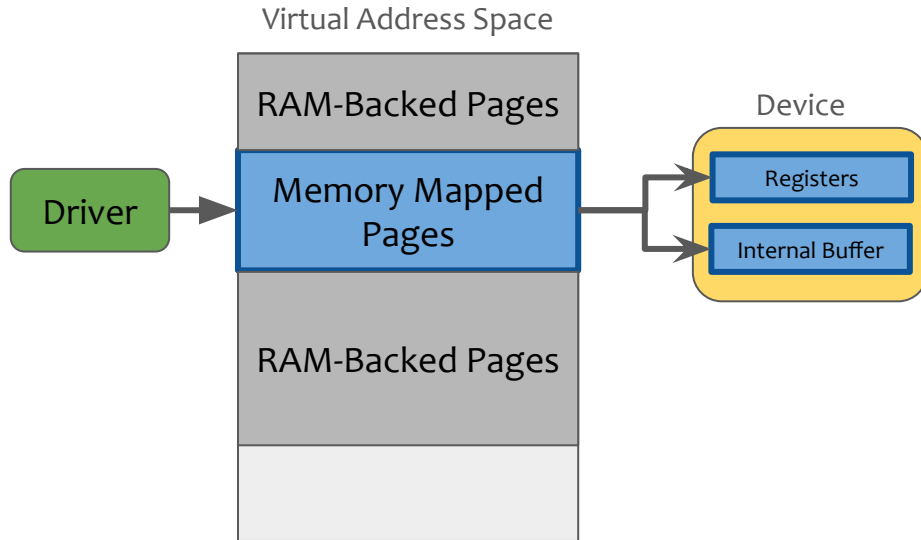 Virtual Address Space
RAM-Backed Pages
Device
Driver
Memory Mapped
Pages
Registers
Internal Buffer
RAM-Backed Pages